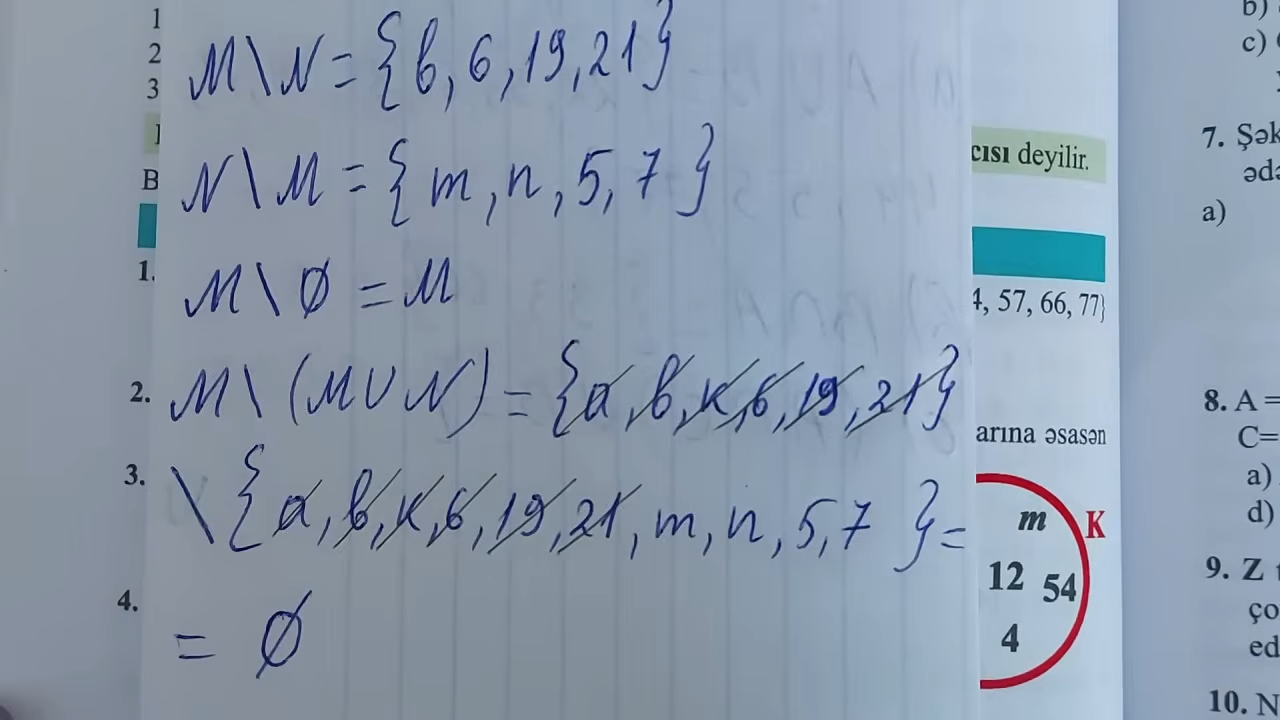 M\N={b, 6, 19, 21}
N\M={m, n, 5, 7}
M\∅=M
M\(M∪N)={a, b, k, 6, 19, 21}
\{a, b, k, 6, 19, 21, m, n, 5, 7}=
=∅
1
2
3
B
1.
2.
3.
4.
cısı deyilir.
4, 57, 66, 77}
arına əsasən
m
K
12 54
4
b)
c)
7. Şək
ədə
a)
8. A =
C=
a)
d)
9. Z
ço
ed
10. N